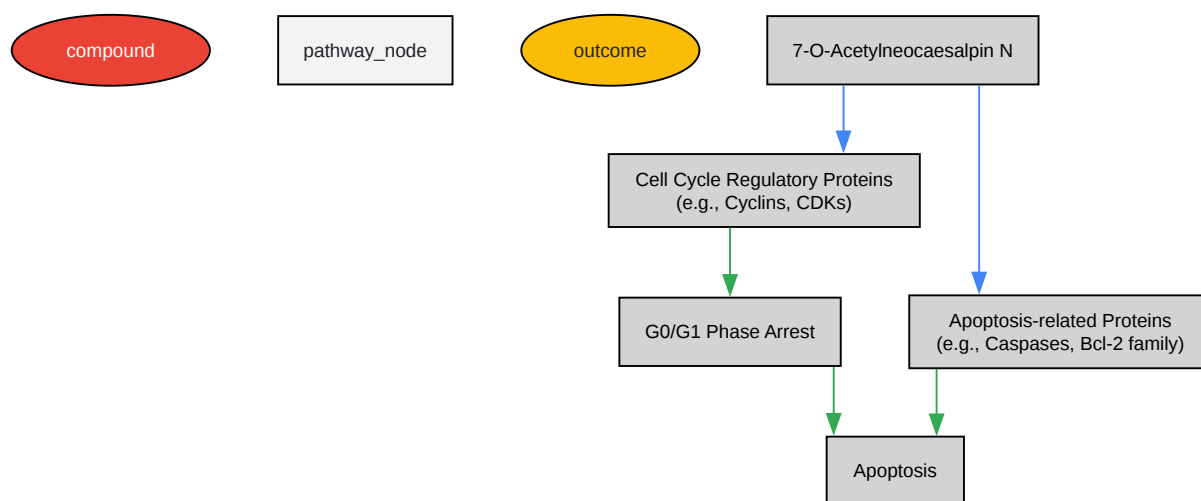 compound
pathway_node
outcome
7-O-Acetylneocaesalpin N
Cell Cycle Regulatory Proteins
(e.g., Cyclins, CDKs)
G0/G1 Phase Arrest
Apoptosis-related Proteins
(e.g., Caspases, Bcl-2 family)
Apoptosis